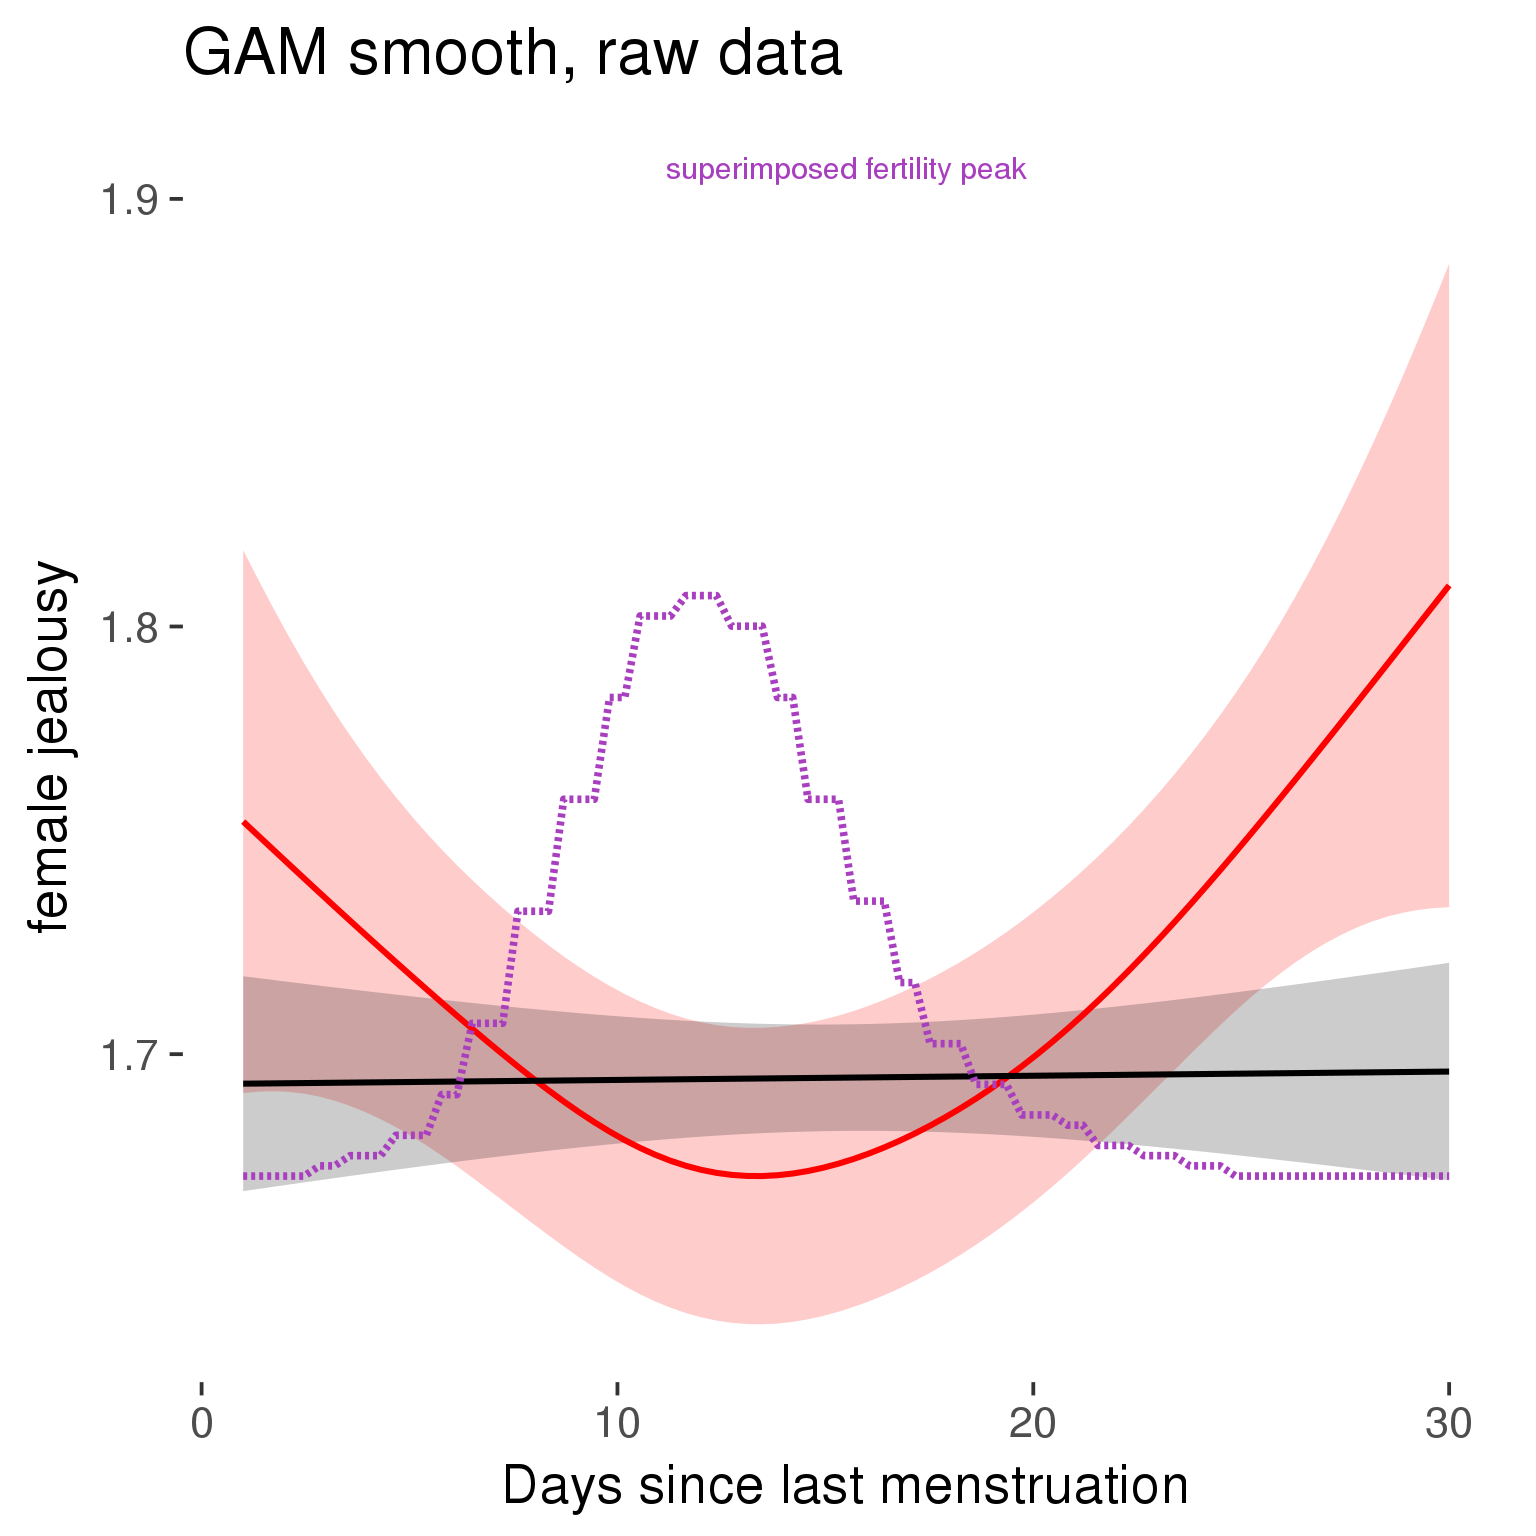 GAM smooth, raw data
superimposed fertility peak
1.9
1.8
1.7
female jealousy
0 10 20 30
Days since last menstruation